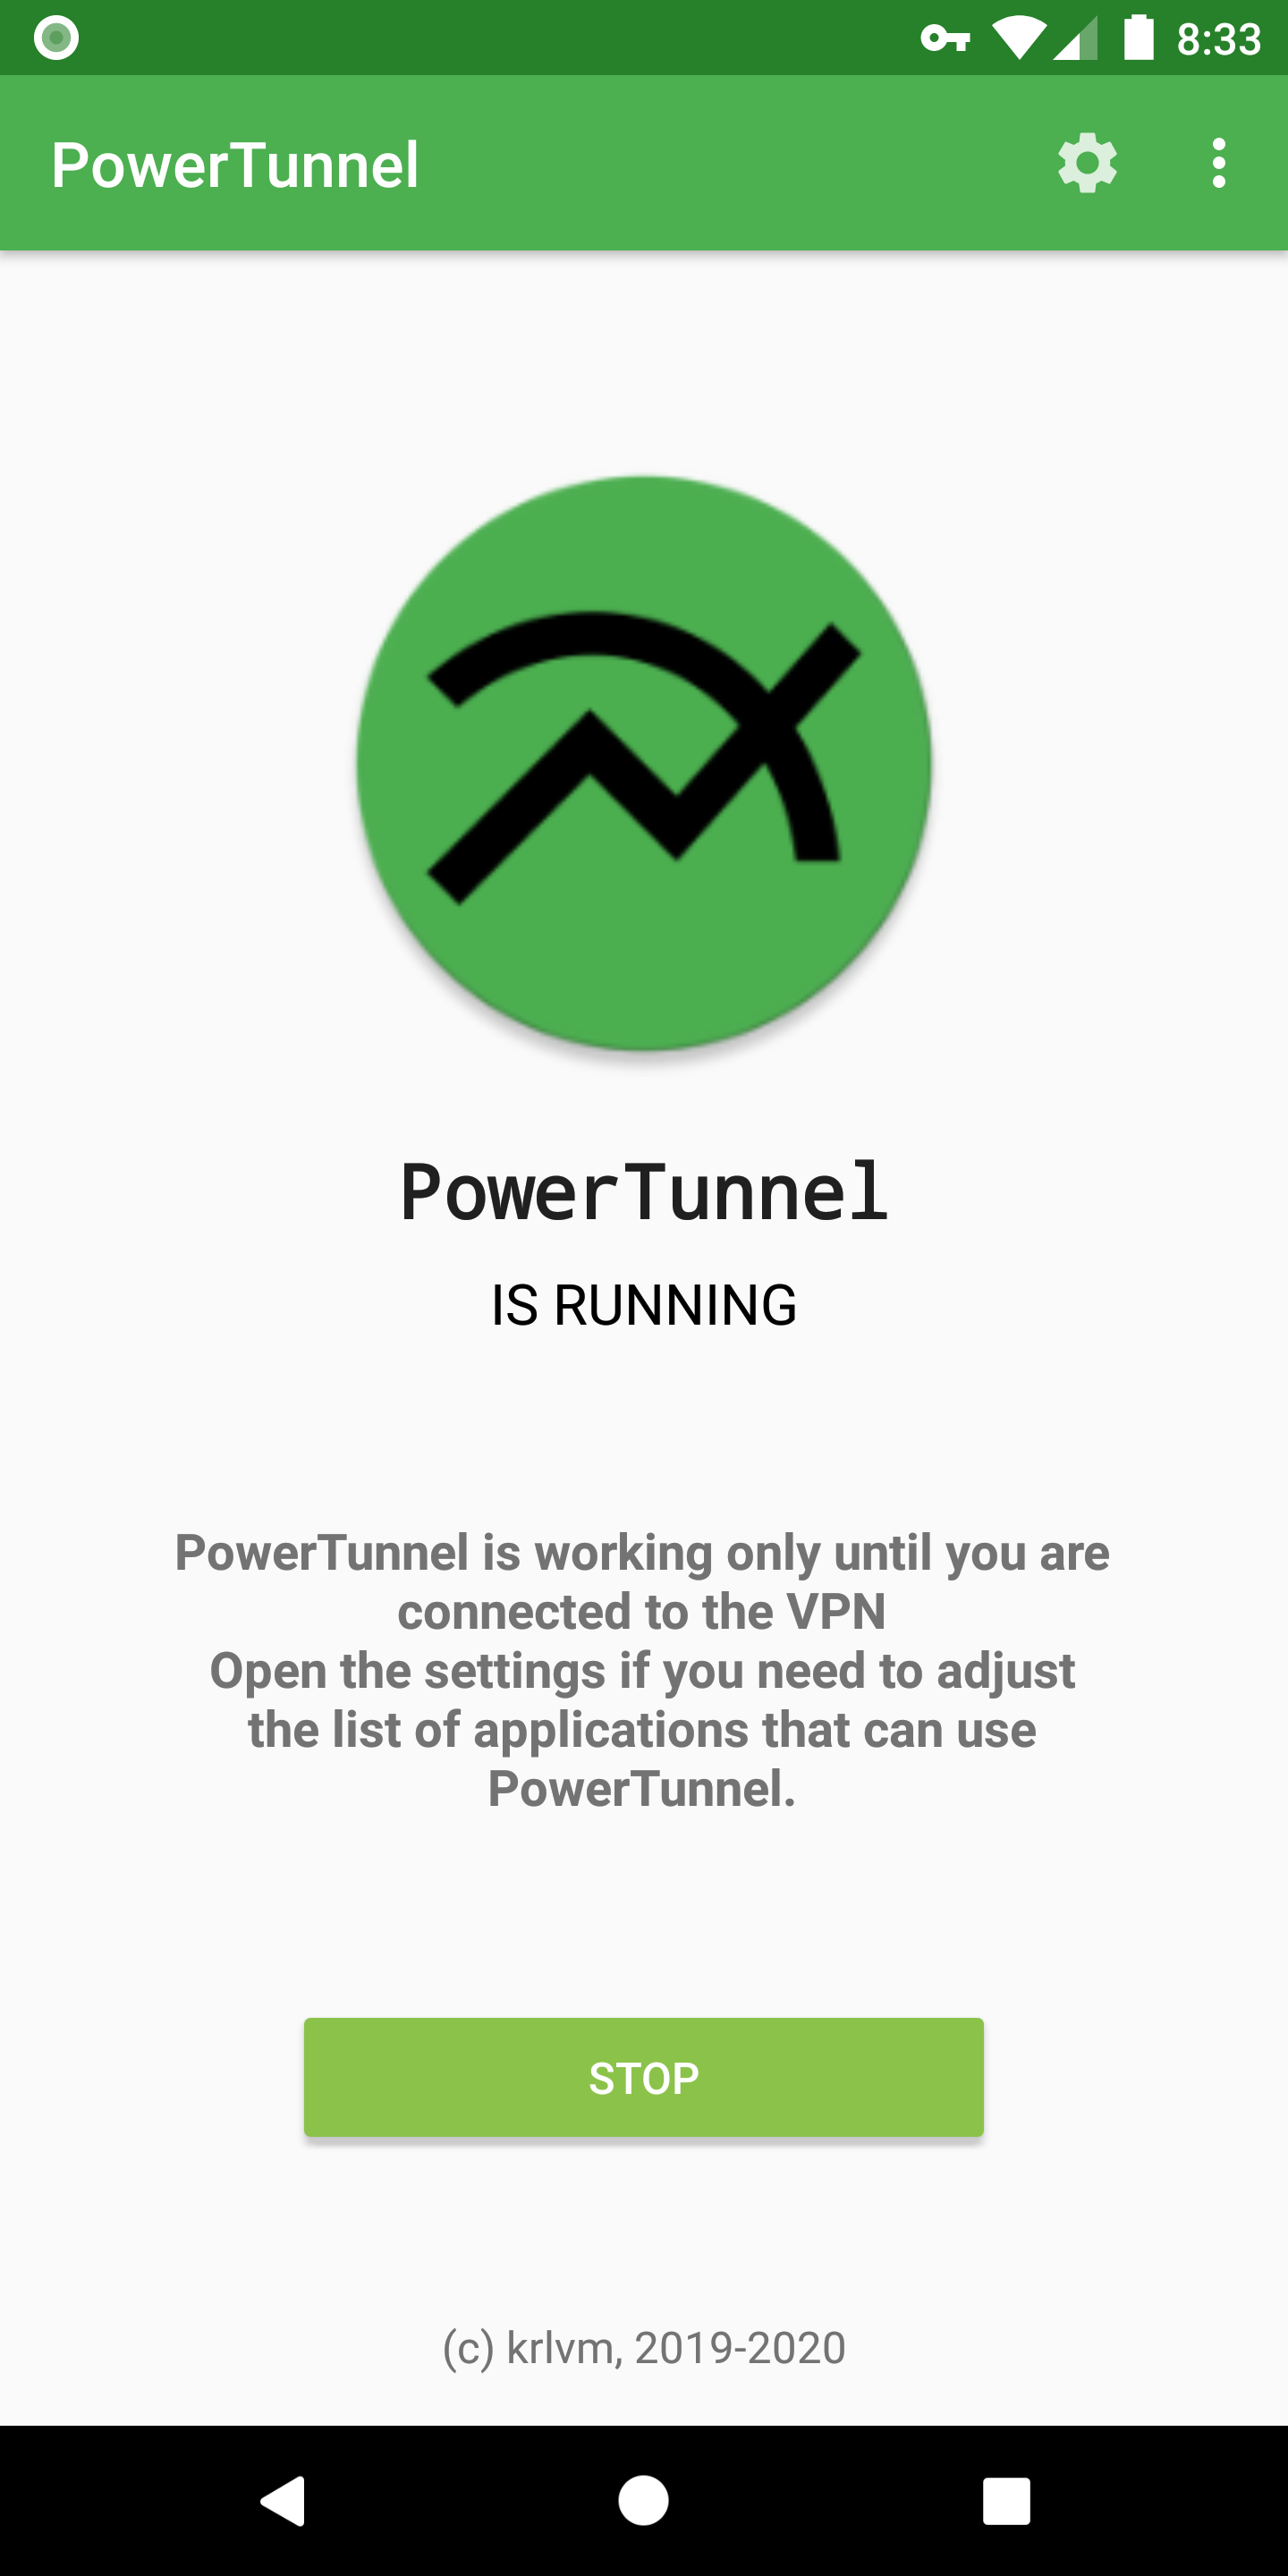 8:33
PowerTunnel
PowerTunnel
IS RUNNING
PowerTunnel is working only until you are
connected to the VPN
Open the settings if you need to adjust
the list of applications that can use
PowerTunnel.
STOP
(c) krlvm, 2019-2020